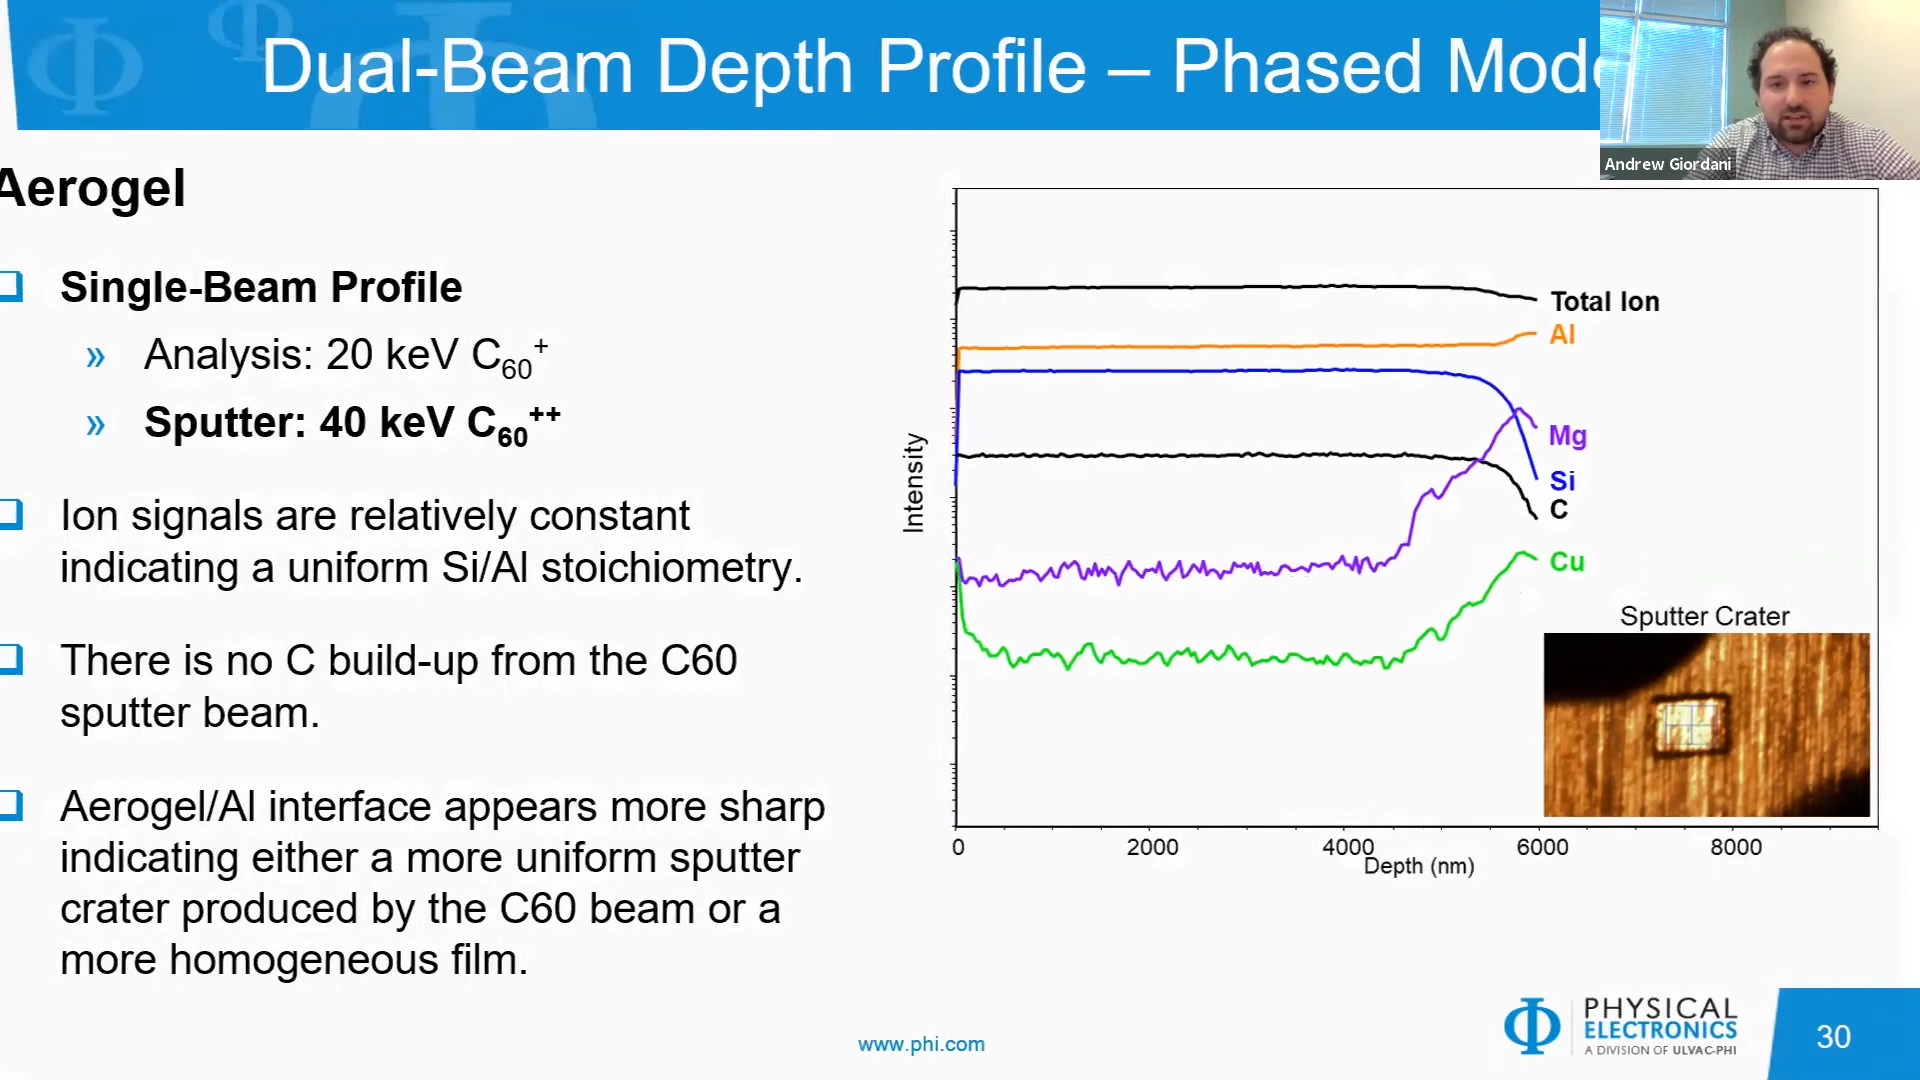 Dual-Beam Depth Profile – Phased Mode
Andrew Giordani
Aerogel
Single-Beam Profile
» Analysis: 20 keV C60+
» Sputter: 40 keV C60++
Ion signals are relatively constant
indicating a uniform Si/Al stoichiometry.
There is no C build-up from the C60
sputter beam.
Aerogel/Al interface appears more sharp
indicating either a more uniform sputter
crater produced by the C60 beam or a
more homogeneous film.
Intensity
Total Ion
Al
Mg
Si
C
Cu
Sputter Crater
0 2000 4000 6000 8000
Depth (nm)
www.phi.com
PHYSICAL
ELECTRONICS
A DIVISION OF ULVAC-PHI
30